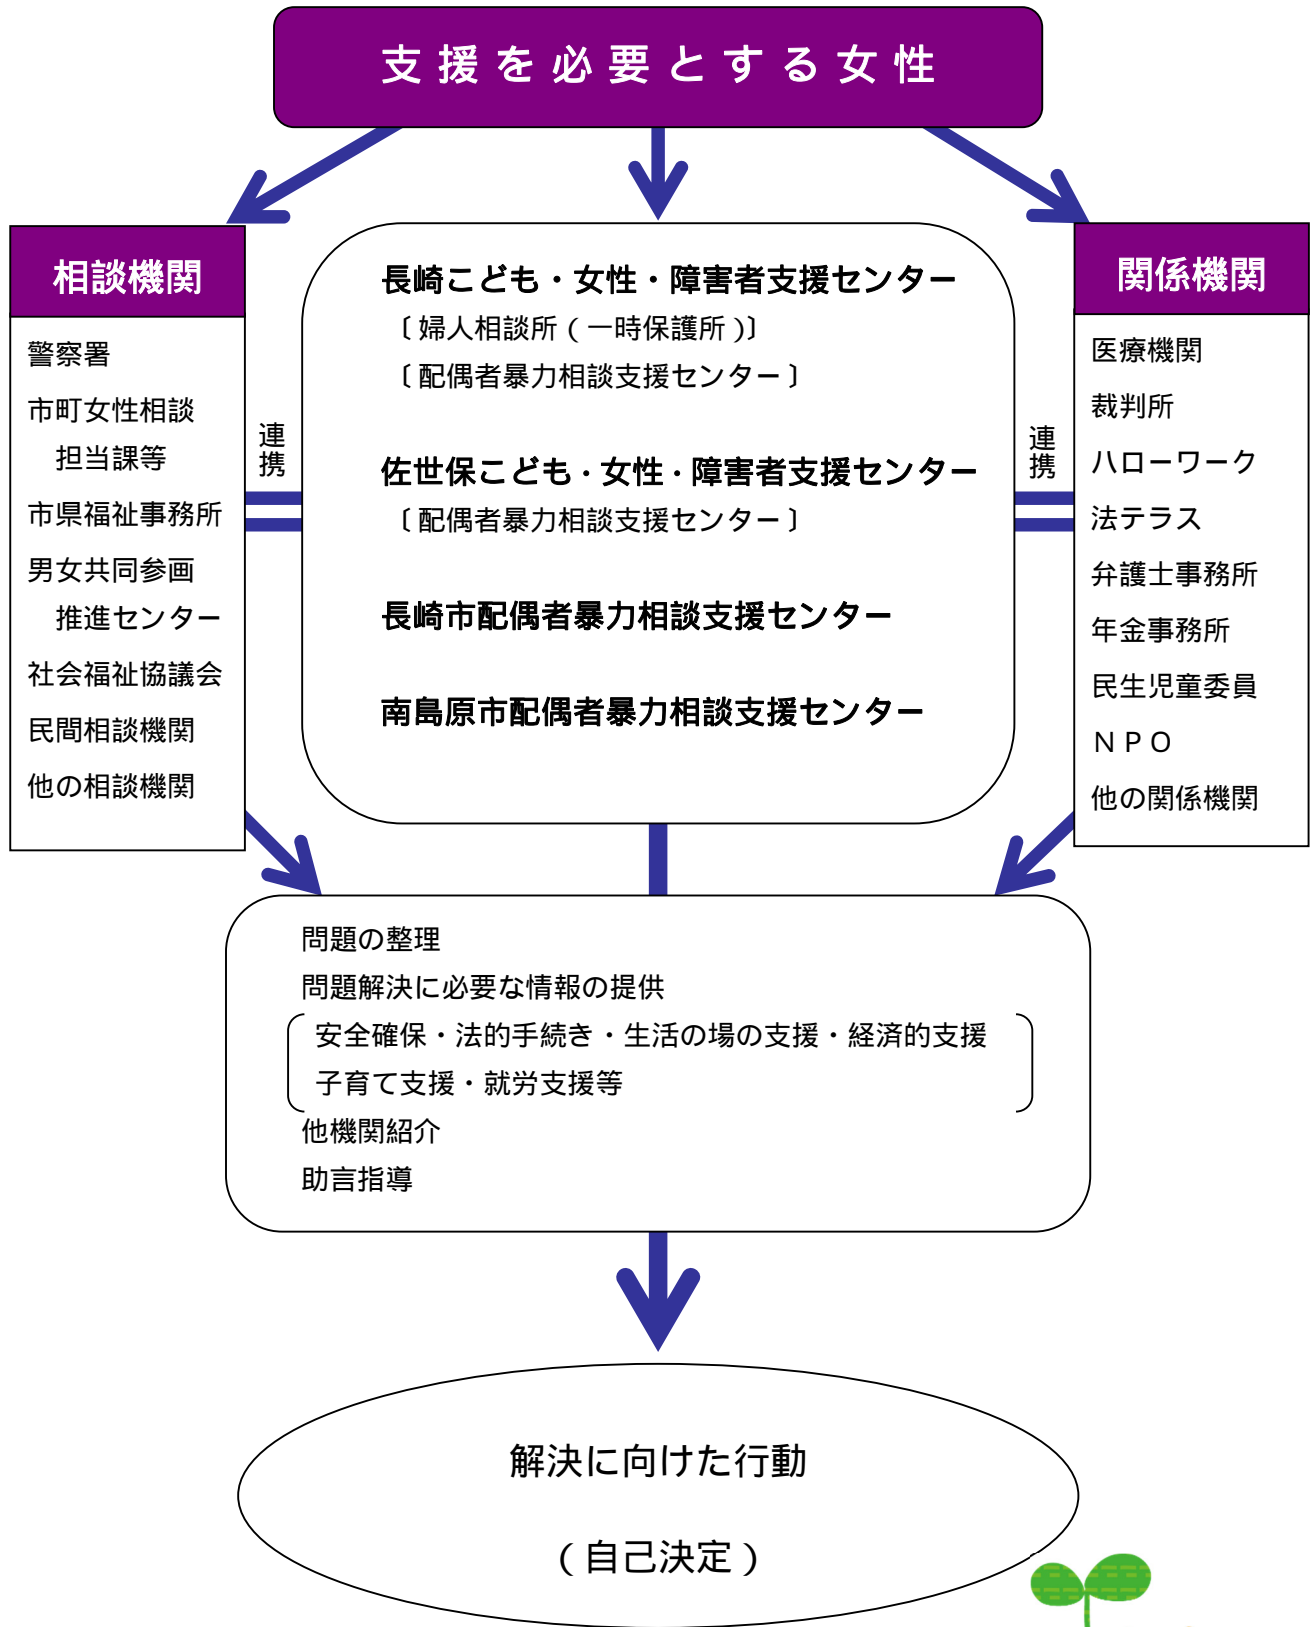 支援を必要とする女性
相談機関
警察署
市町女性相談
担当課等
市県福祉事務所
男女共同参画
推進センター
社会福祉協議会
民間相談機関
他の相談機関
連携
長崎こども・女性・障害者支援センター
〔婦人相談所(一時保護所)〕
〔配偶者暴力相談支援センター〕
佐世保こども・女性・障害者支援センター
〔配偶者暴力相談支援センター〕
長崎市配偶者暴力相談支援センター
南島原市配偶者暴力相談支援センター
連携
関係機関
医療機関
裁判所
ハローワーク
法テラス
弁護士事務所
年金事務所
民生児童委員
NPO
他の関係機関
問題の整理
問題解決に必要な情報の提供
安全確保・法的手続き・生活の場の支援・経済的支援
子育て支援・就労支援等
他機関紹介
助言指導
解決に向けた行動
(自己決定)